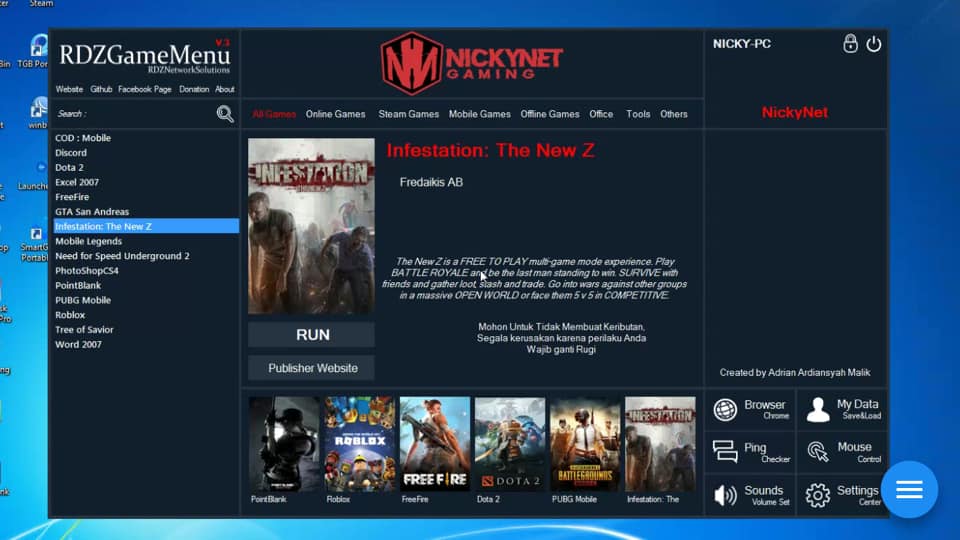 Steam
TGB Por
Bin
winb
Launche
SmartG
Portabl
Pro
V.3
RDZGameMenu
RDZNetworkSolutions
Website Github Facebook Page Donation About
Search :
COD : Mobile
Discord
Dota 2
Excel 2007
FreeFire
GTA San Andreas
Infestation: The New Z
Mobile Legends
Need for Speed Underground 2
PhotoShopCS4
PointBlank
PUBG Mobile
Roblox
Tree of Savior
Word 2007
NICKYNET
GAMING
All Games Online Games Steam Games Mobile Games Offline Games Office Tools Others
INFESTATION
Infestation: The New Z
Fredaikis AB
The New Z is a FREE TO PLAY multi-game mode experience. Play
BATTLE ROYALE and be the last man standing to win. SURVIVE with
friends and gather loot, stash and trade. Go into wars against other groups
in a massive OPEN WORLD or face them 5 v 5 in COMPETITIVE.
RUN
Publisher Website
Mohon Untuk Tidak Membuat Keributan,
Segala kerusakan karena perilaku Anda
Wajib ganti Rugi
ROBLOX
FREE FIRE
DOTA 2
BATTLEGROUNDS
INFESTATION
PointBlank Roblox FreeFire Dota 2 PUBG Mobile Infestation: The
NICKY-PC
NickyNet
Created by Adrian Ardiansyah Malik
Browser
Chrome
My Data
Save&Load
Ping
Checker
Mouse
Control
Sounds
Volume Set
Settings
Center